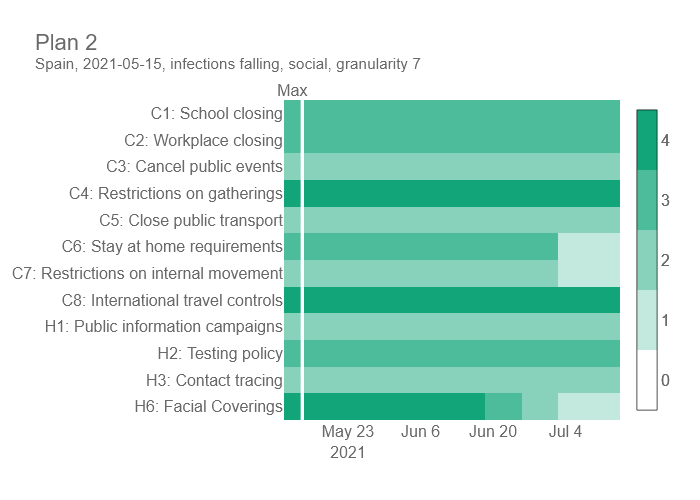 Plan 2
Spain, 2021-05-15, infections falling, social, granularity 7
Max
C1: School closing
C2: Workplace closing
C3: Cancel public events
C4: Restrictions on gatherings
C5: Close public transport
C6: Stay at home requirements
C7: Restrictions on internal movement
C8: International travel controls
H1: Public information campaigns
H2: Testing policy
H3: Contact tracing
H6: Facial Coverings
May 23 Jun 6 Jun 20 Jul 4
2021
4
3
2
1
0